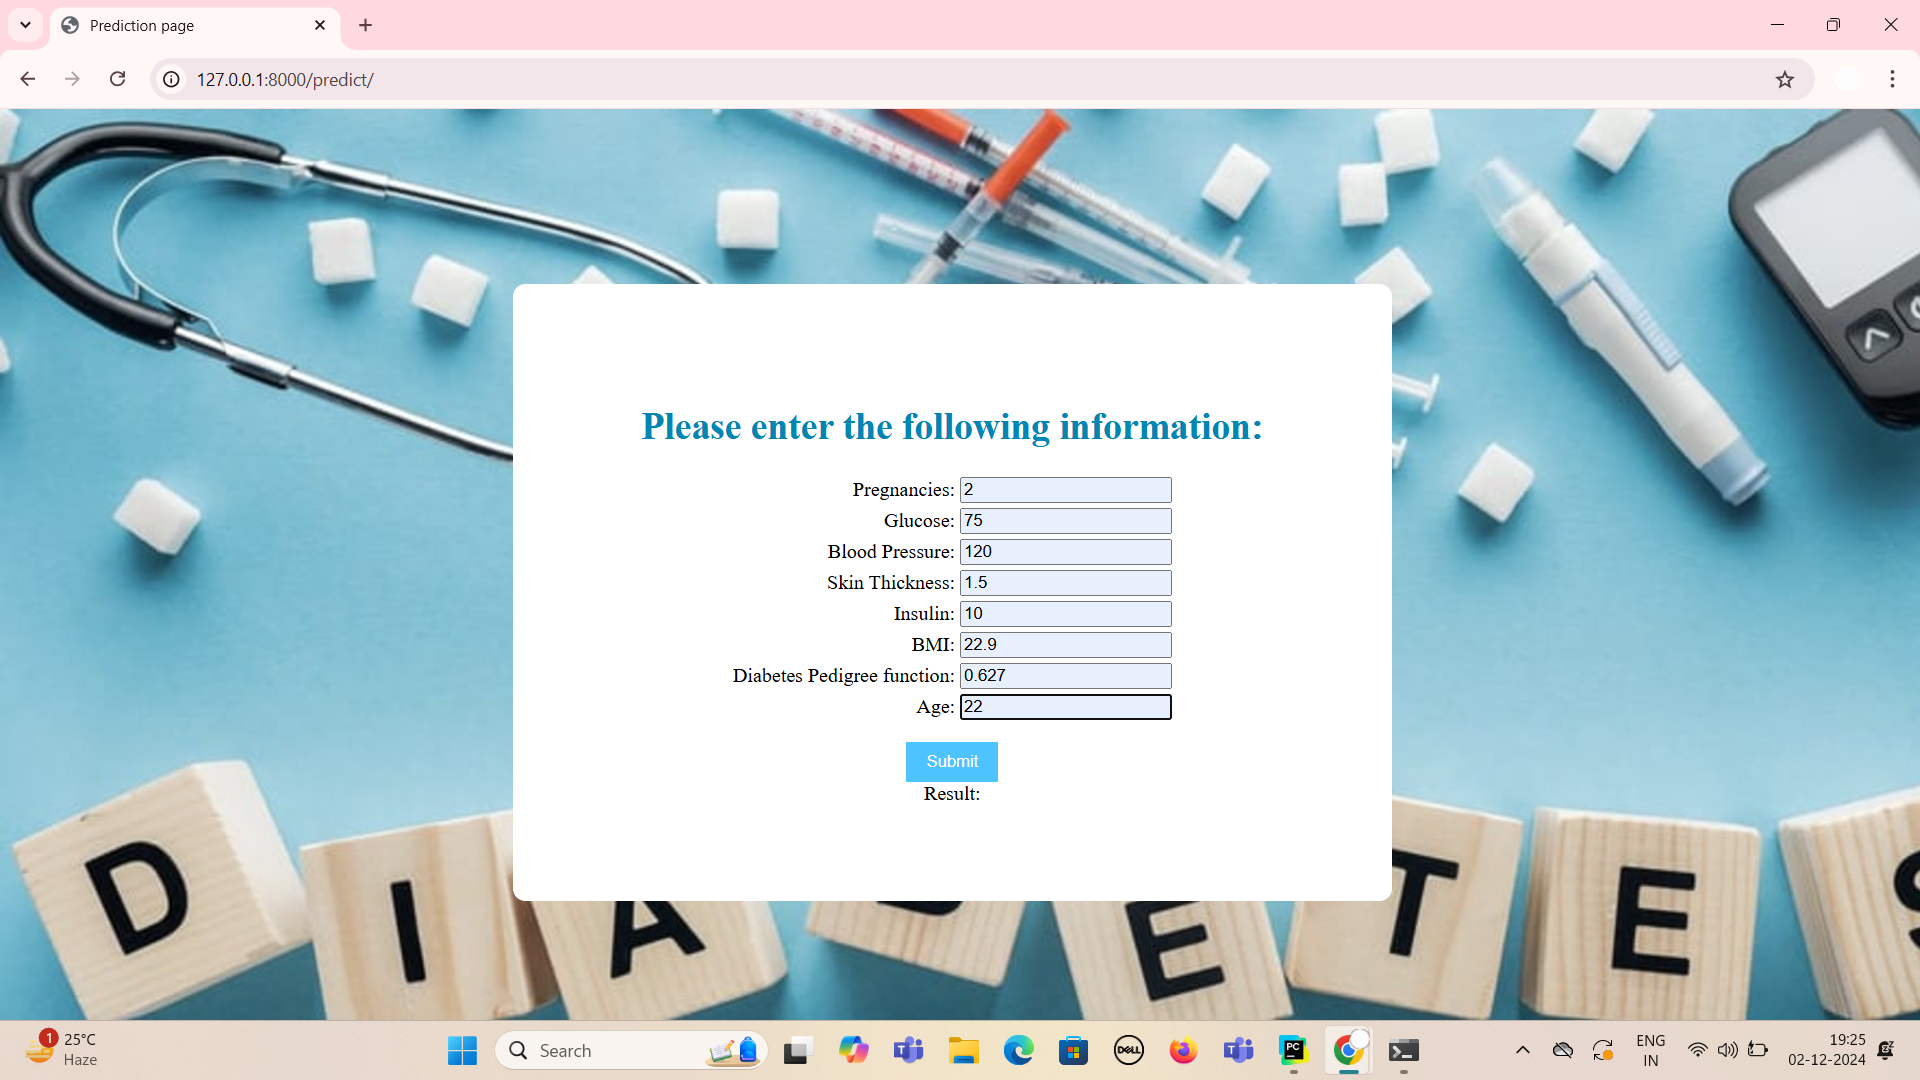 Prediction page
127.0.0.1:8000/predict/
Please enter the following information:
Pregnancies: 2
Glucose: 75
Blood Pressure: 120
Skin Thickness: 1.5
Insulin: 10
BMI: 22.9
Diabetes Pedigree function: 0.627
Age: 22
Submit
Result:
D I A B E T E S
1
25°C
Haze
Search
DELL
PC
ENG
IN
19:25
02-12-2024